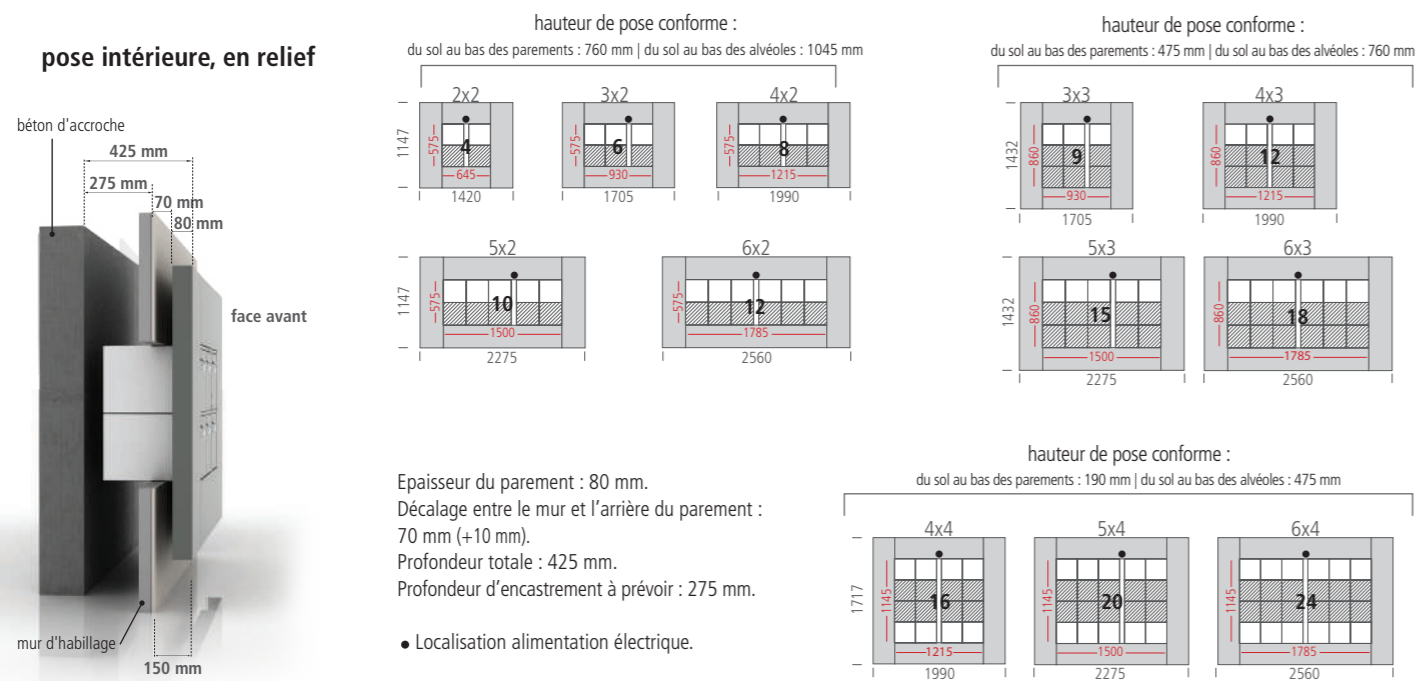 pose intérieure, en relief
béton d'accroche
425 mm
275 mm
70 mm
80 mm
face avant
mur d'habillage
150 mm
hauteur de pose conforme :
du sol au bas des parements : 760 mm | du sol au bas des alvéoles : 1045 mm
2x2
3x2
4x2
1147
575
4
645
1420
575
6
930
1705
575
8
1215
1990
5x2
6x2
1147
575
10
1500
2275
575
12
1785
2560
hauteur de pose conforme :
du sol au bas des parements : 475 mm | du sol au bas des alvéoles : 760 mm
3x3
4x3
1432
860
9
930
1705
860
12
1215
1990
5x3
6x3
1432
860
15
1500
2275
860
18
1785
2560
Epaisseur du parement : 80 mm.
Décalage entre le mur et l'arrière du parement :
70 mm (+10 mm).
Profondeur totale : 425 mm.
Profondeur d'encastrement à prévoir : 275 mm.
● Localisation alimentation électrique.
hauteur de pose conforme :
du sol au bas des parements : 190 mm | du sol au bas des alvéoles : 475 mm
4x4
5x4
6x4
1717
1145
16
1215
1990
1145
20
1500
2275
1145
24
1785
2560